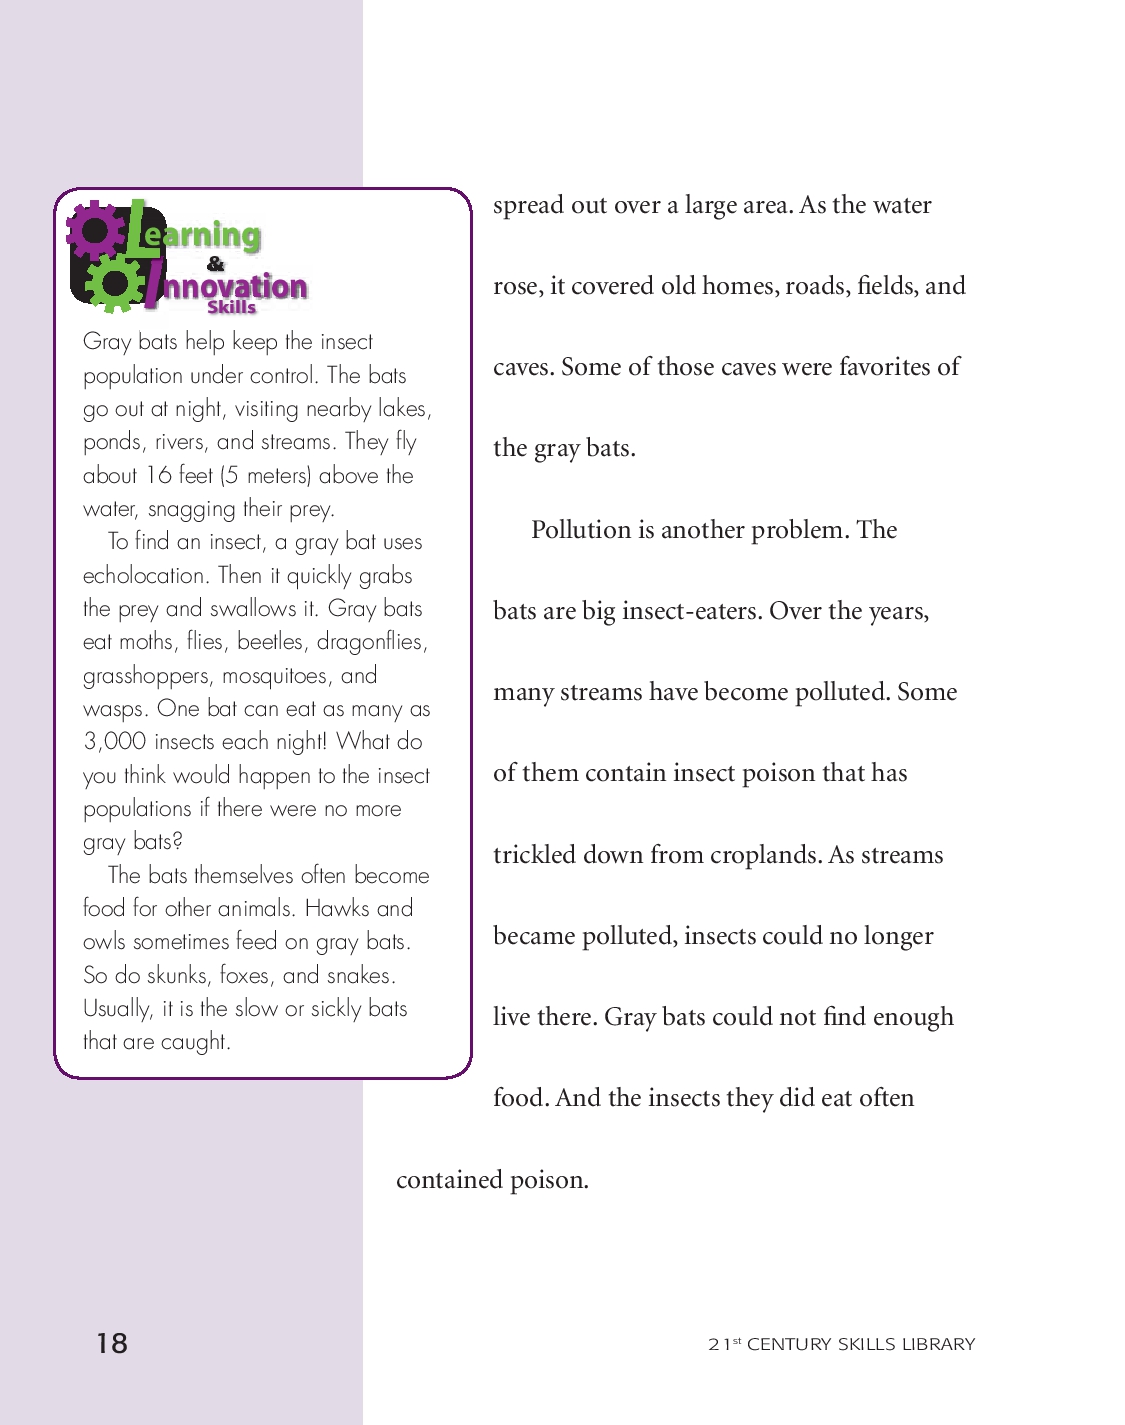 Learning
&
Innovation
Skills
Gray bats help keep the insect
population under control. The bats
go out at night, visiting nearby lakes,
ponds, rivers, and streams. They fly
about 16 feet (5 meters) above the
water, snagging their prey.
To find an insect, a gray bat uses
echolocation. Then it quickly grabs
the prey and swallows it. Gray bats
eat moths, flies, beetles, dragonflies,
grasshoppers, mosquitoes, and
wasps. One bat can eat as many as
3,000 insects each night! What do
you think would happen to the insect
populations if there were no more
gray bats?
The bats themselves often become
food for other animals. Hawks and
owls sometimes feed on gray bats.
So do skunks, foxes, and snakes.
Usually, it is the slow or sickly bats
that are caught.
spread out over a large area. As the water
rose, it covered old homes, roads, fields, and
caves. Some of those caves were favorites of
the gray bats.
Pollution is another problem. The
bats are big insect-eaters. Over the years,
many streams have become polluted. Some
of them contain insect poison that has
trickled down from croplands. As streams
became polluted, insects could no longer
live there. Gray bats could not find enough
food. And the insects they did eat often
contained poison.
18
21st CENTURY SKILLS LIBRARY